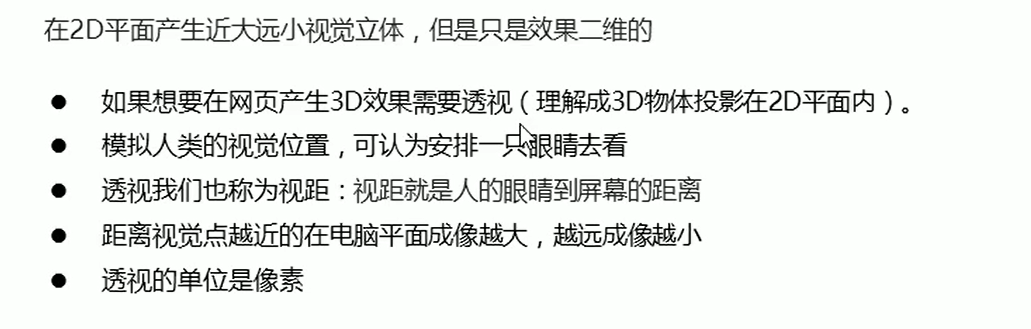 在2D平面产生近大远小视觉立体，但是只是效果二维的
● 如果想要在网页产生3D效果需要透视（理解成3D物体投影在2D平面内）。
● 模拟人类的视觉位置，可认为安排一只眼睛去看
● 透视我们也称为视距：视距就是人的眼睛到屏幕的距离
● 距离视觉点越近的在电脑平面成像越大，越远成像越小
● 透视的单位是像素